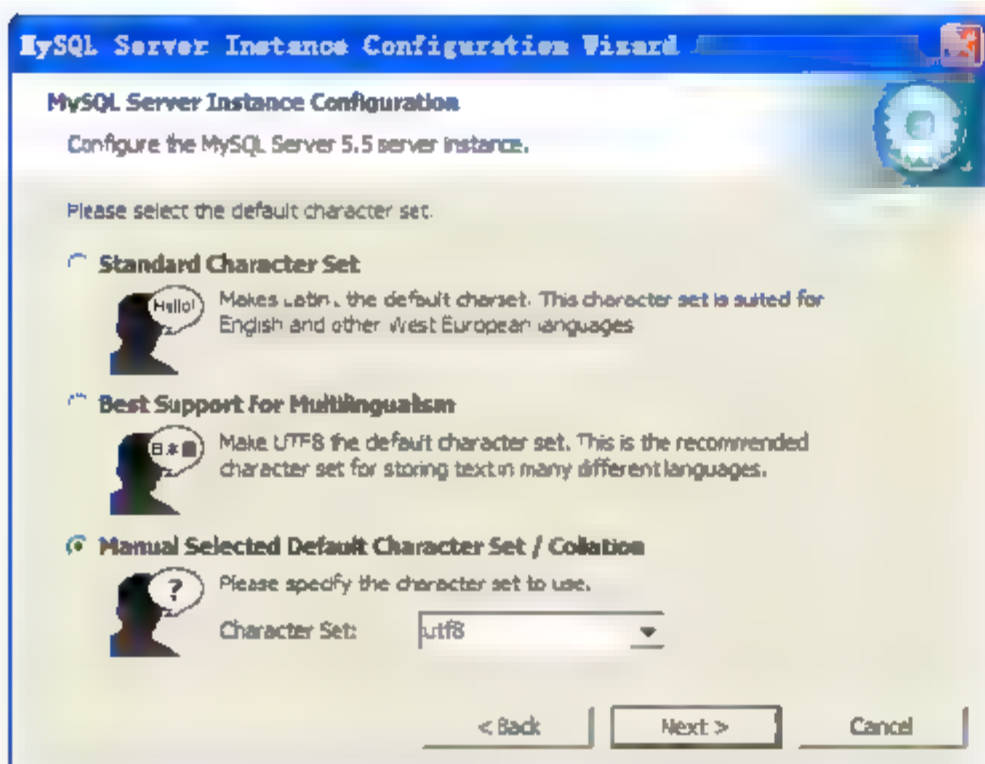 MySQL Server Instance Configuration Wizard
MySQL Server Instance Configuration
Configure the MySQL Server 5.5 server instance.
Please select the default character set.
Standard Character Set
Hello!
Makes the default charset. This character set is suited for
English and other West European languages
Best Support For Multilingualism
Make UTF8 the default character set. This is the recommended
character set for storing text in many different languages.
Manual Selected Default Character Set / Collation
?
Please specify the character set to use.
Character Set:
utf8
< Back
Next >
Cancel